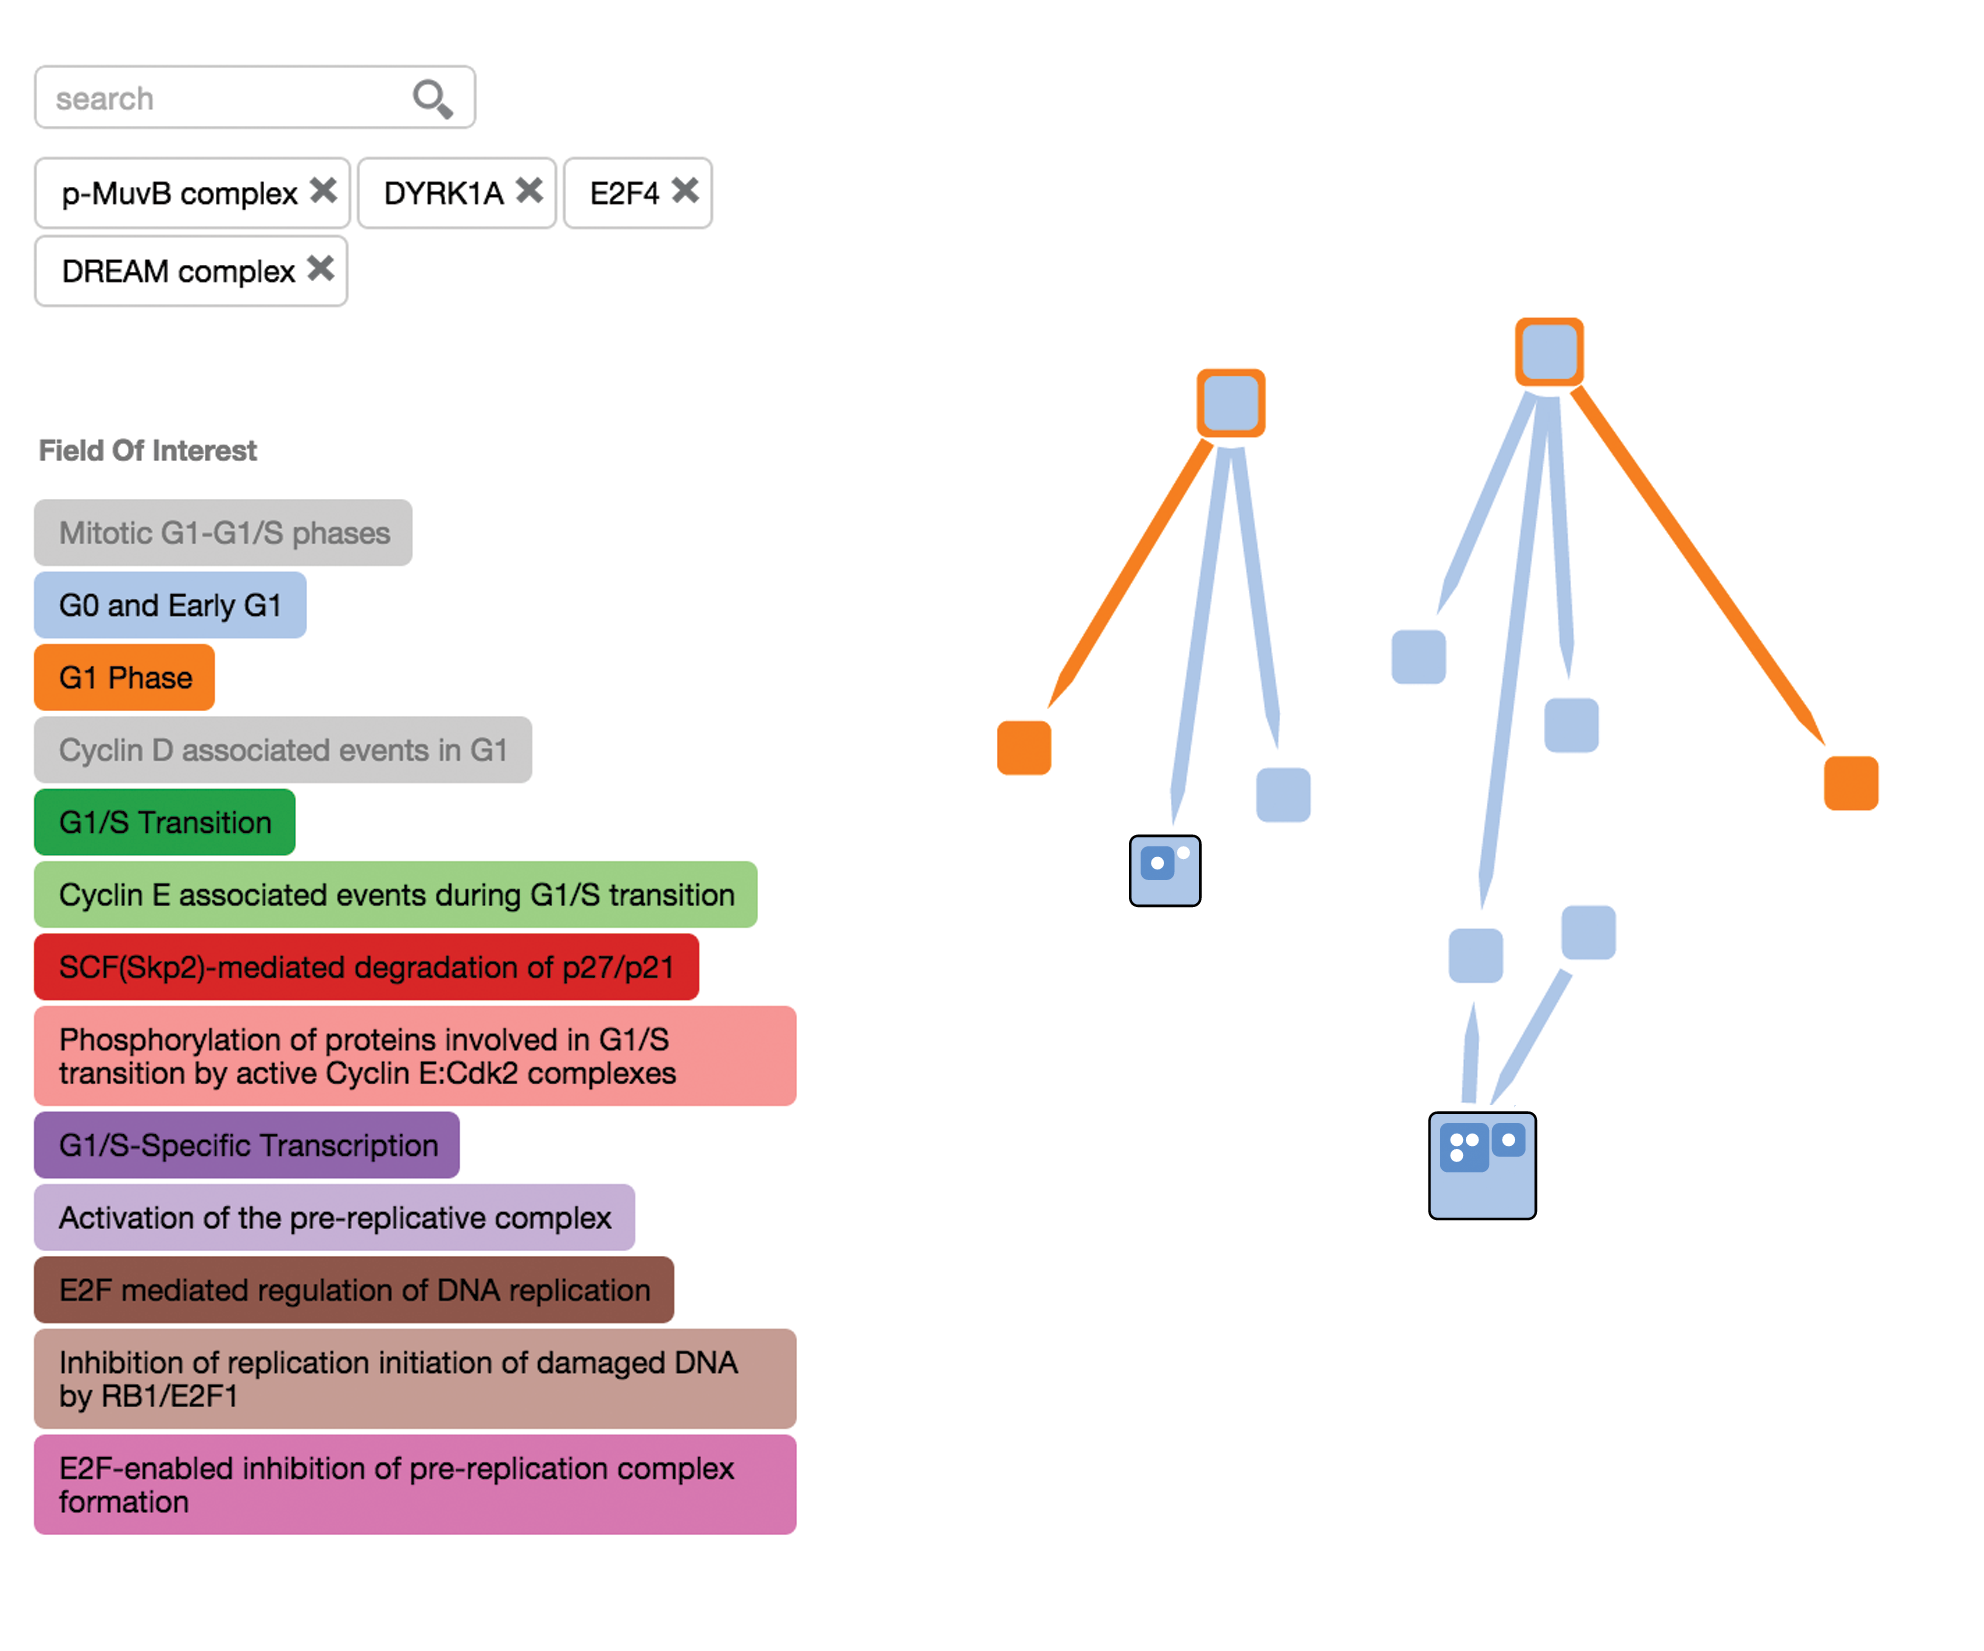 search
p-MuvB complex
DYRK1A
E2F4
DREAM complex
Field Of Interest
Mitotic G1-G1/S phases
G0 and Early G1
G1 Phase
Cyclin D associated events in G1
G1/S Transition
Cyclin E associated events during G1/S transition
SCF(Skp2)-mediated degradation of p27/p21
Phosphorylation of proteins involved in G1/S
transition by active Cyclin E:Cdk2 complexes
G1/S-Specific Transcription
Activation of the pre-replicative complex
E2F mediated regulation of DNA replication
Inhibition of replication initiation of damaged DNA
by RB1/E2F1
E2F-enabled inhibition of pre-replication complex
formation